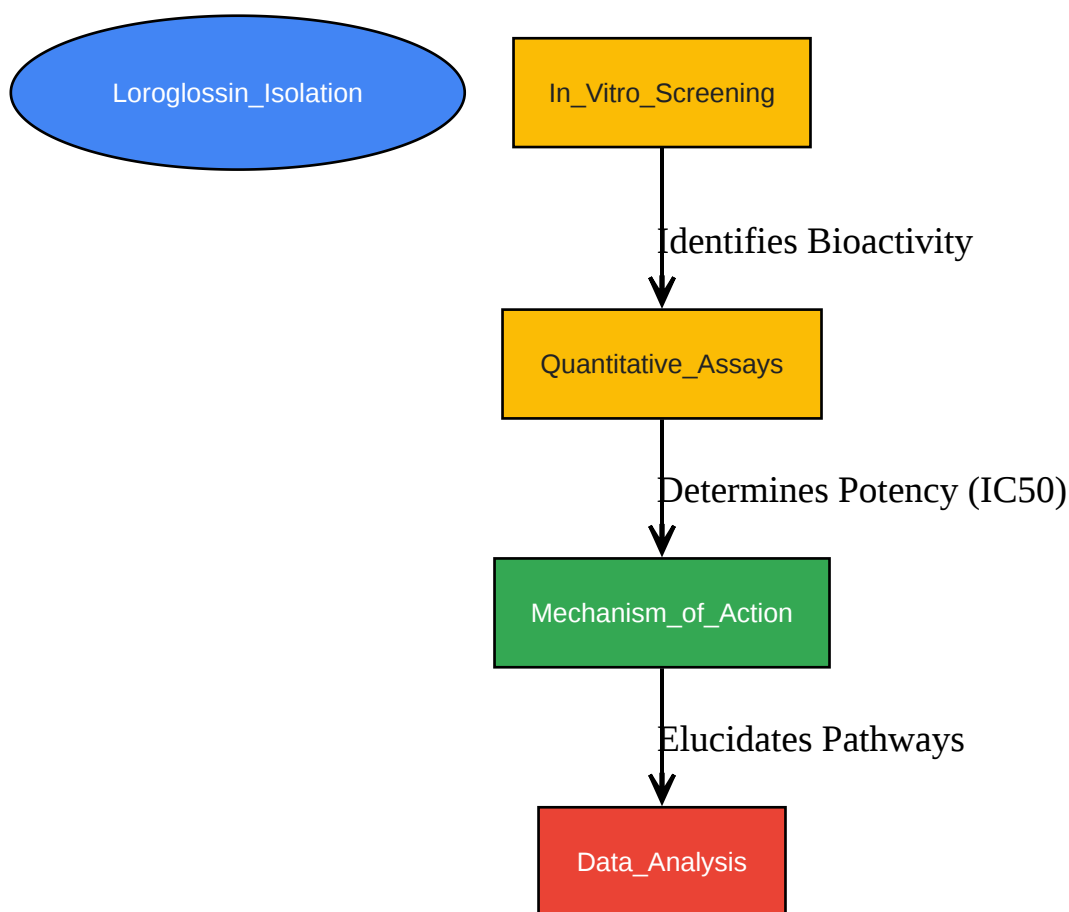 Loroglossin_Isolation
In_Vitro_Screening
Identifies Bioactivity
Quantitative_Assays
Determines Potency (IC50)
Mechanism_of_Action
Elucidates Pathways
Data_Analysis